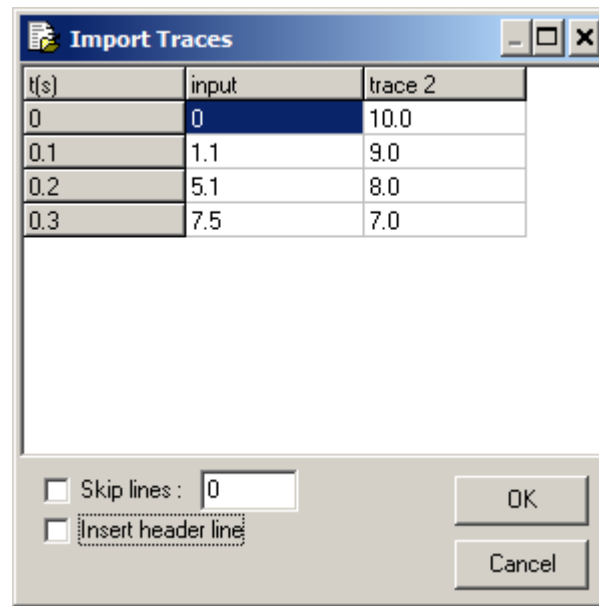 Import Traces
t(s) input trace 2
0 0 10.0
0.1 1.1 9.0
0.2 5.1 8.0
0.3 7.5 7.0
Skip lines : 0
Insert header line
OK
Cancel